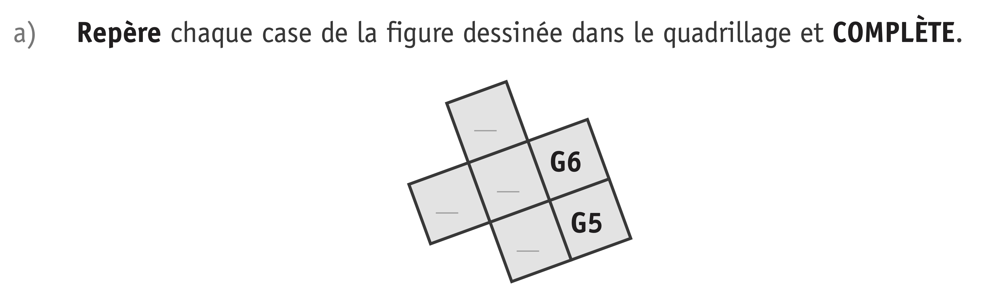 a) Repère chaque case de la figure dessinée dans le quadrillage et COMPLÈTE.
G6
G5